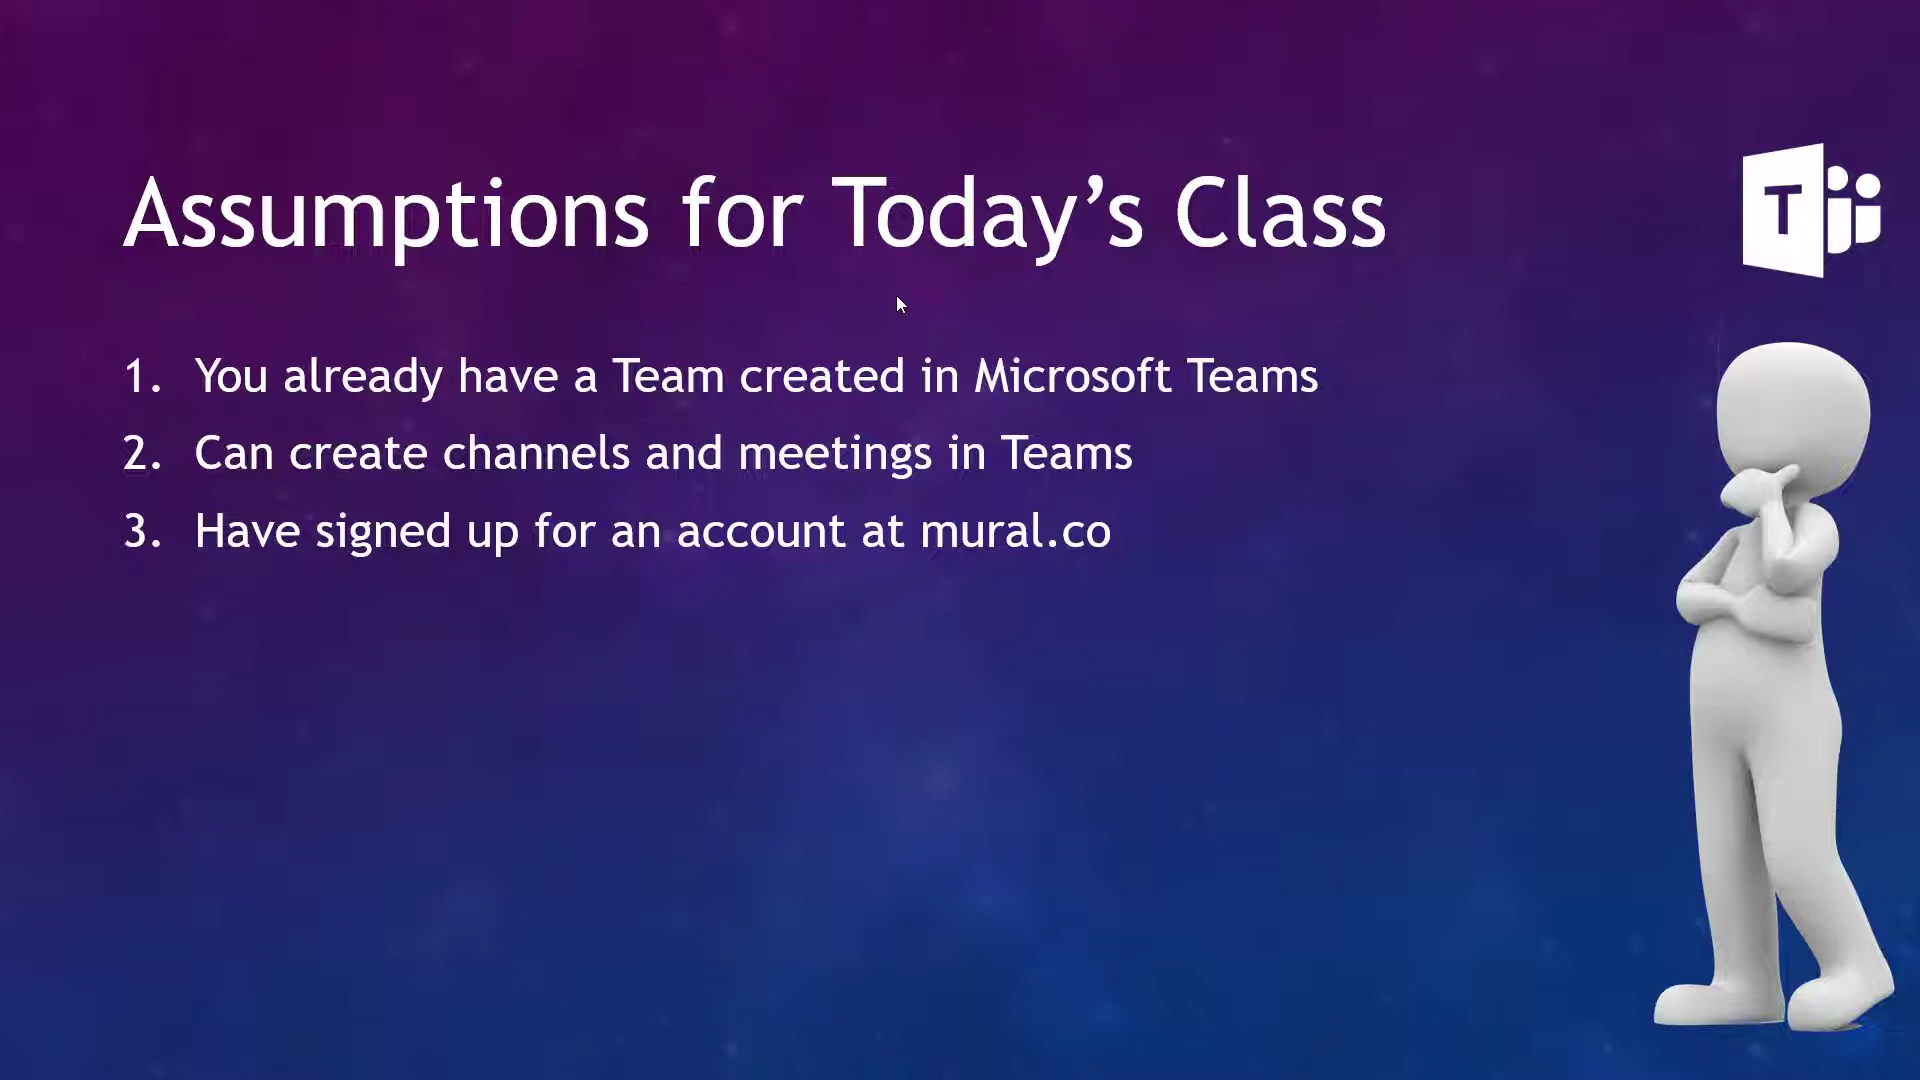 Assumptions for Today’s Class
1. You already have a Team created in Microsoft Teams
2. Can create channels and meetings in Teams
3. Have signed up for an account at mural.co
T